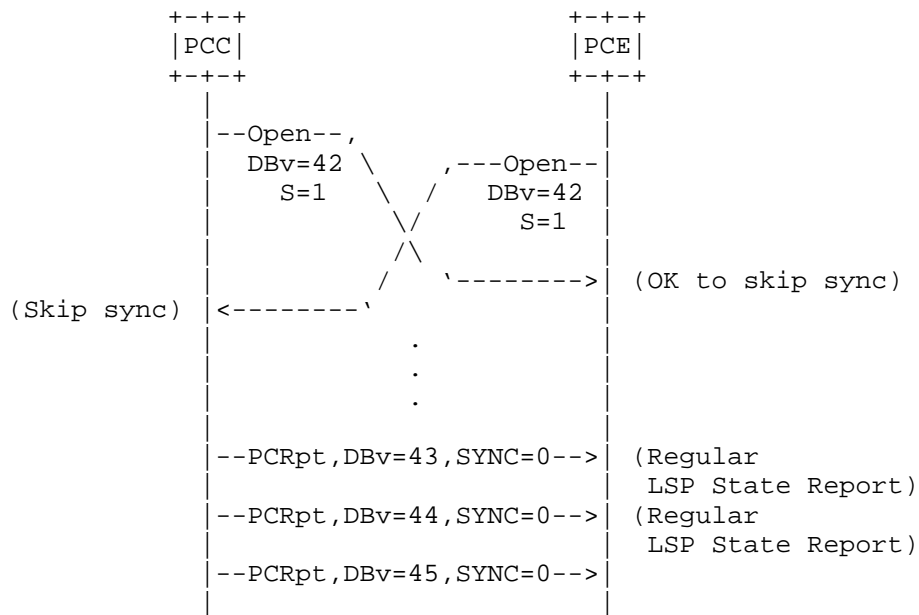 +-+-+                    +-+-+
|PCC|                    |PCE|
+-+-+                    +-+-+
|                        |
|--Open--,               |
|  DBv=42 \    ,---Open--|
|    S=1   \  /   DBv=42 |
|           \/      S=1  |
|           /\           |
|          /  `--------->| (OK to skip sync)
(Skip sync) |<--------`              |
|            .           |
|            .           |
|            .           |
|                        |
|--PCRpt,DBv=43,SYNC=0-->| (Regular
|                        | LSP State Report)
|--PCRpt,DBv=44,SYNC=0-->| (Regular
|                        | LSP State Report)
|--PCRpt,DBv=45,SYNC=0-->|
|                        |